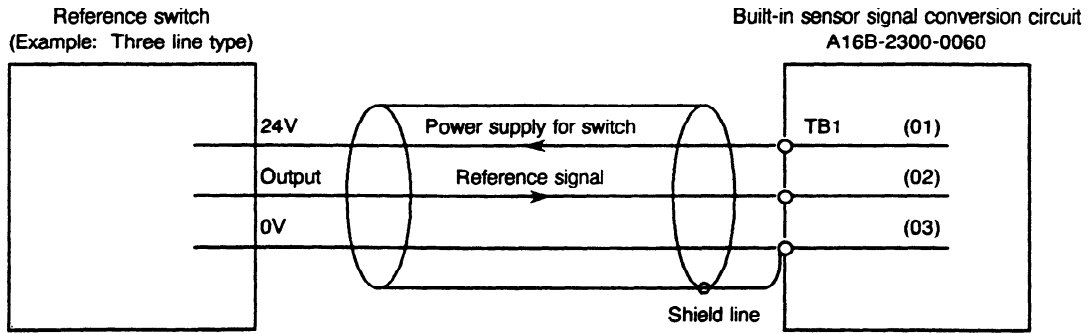 Reference switch
(Example: Three line type)
Built-in sensor signal conversion circuit
A16B-2300-0060
24V
Power supply for switch
TB1
(01)
Output
Reference signal
(02)
0V
(03)
Shield line